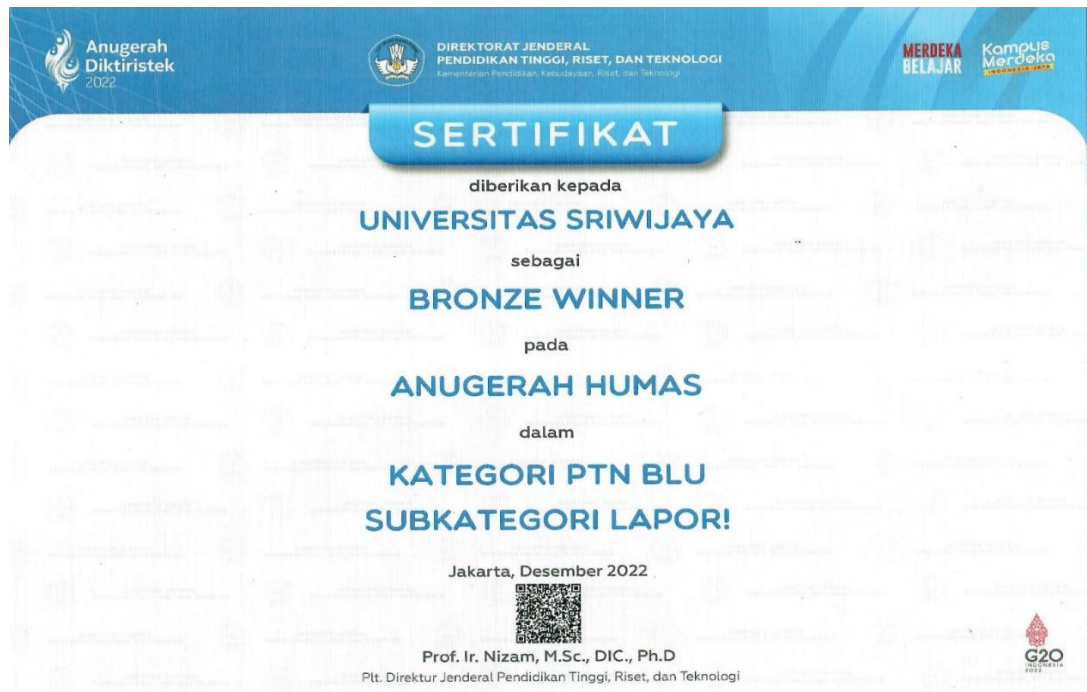 Anugerah
Diktiristek
2022
DIREKTORAT JENDERAL
PENDIDIKAN TINGGI, RISET, DAN TEKNOLOGI
Kementerian Pendidikan, Kebudayaan, Riset, dan Teknologi
MERDEKA
BELAJAR
Kampus
Merdeka
INDONESIA JAYA
SERTIFIKAT
diberikan kepada
UNIVERSITAS SRIWIJAYA
sebagai
BRONZE WINNER
pada
ANUGERAH HUMAS
dalam
KATEGORI PTN BLU
SUBKATEGORI LAPOR!
Jakarta, Desember 2022
Prof. Ir. Nizam, M.Sc., DIC., Ph.D
Plt. Direktur Jenderal Pendidikan Tinggi, Riset, dan Teknologi
G20
INDONESIA
2022